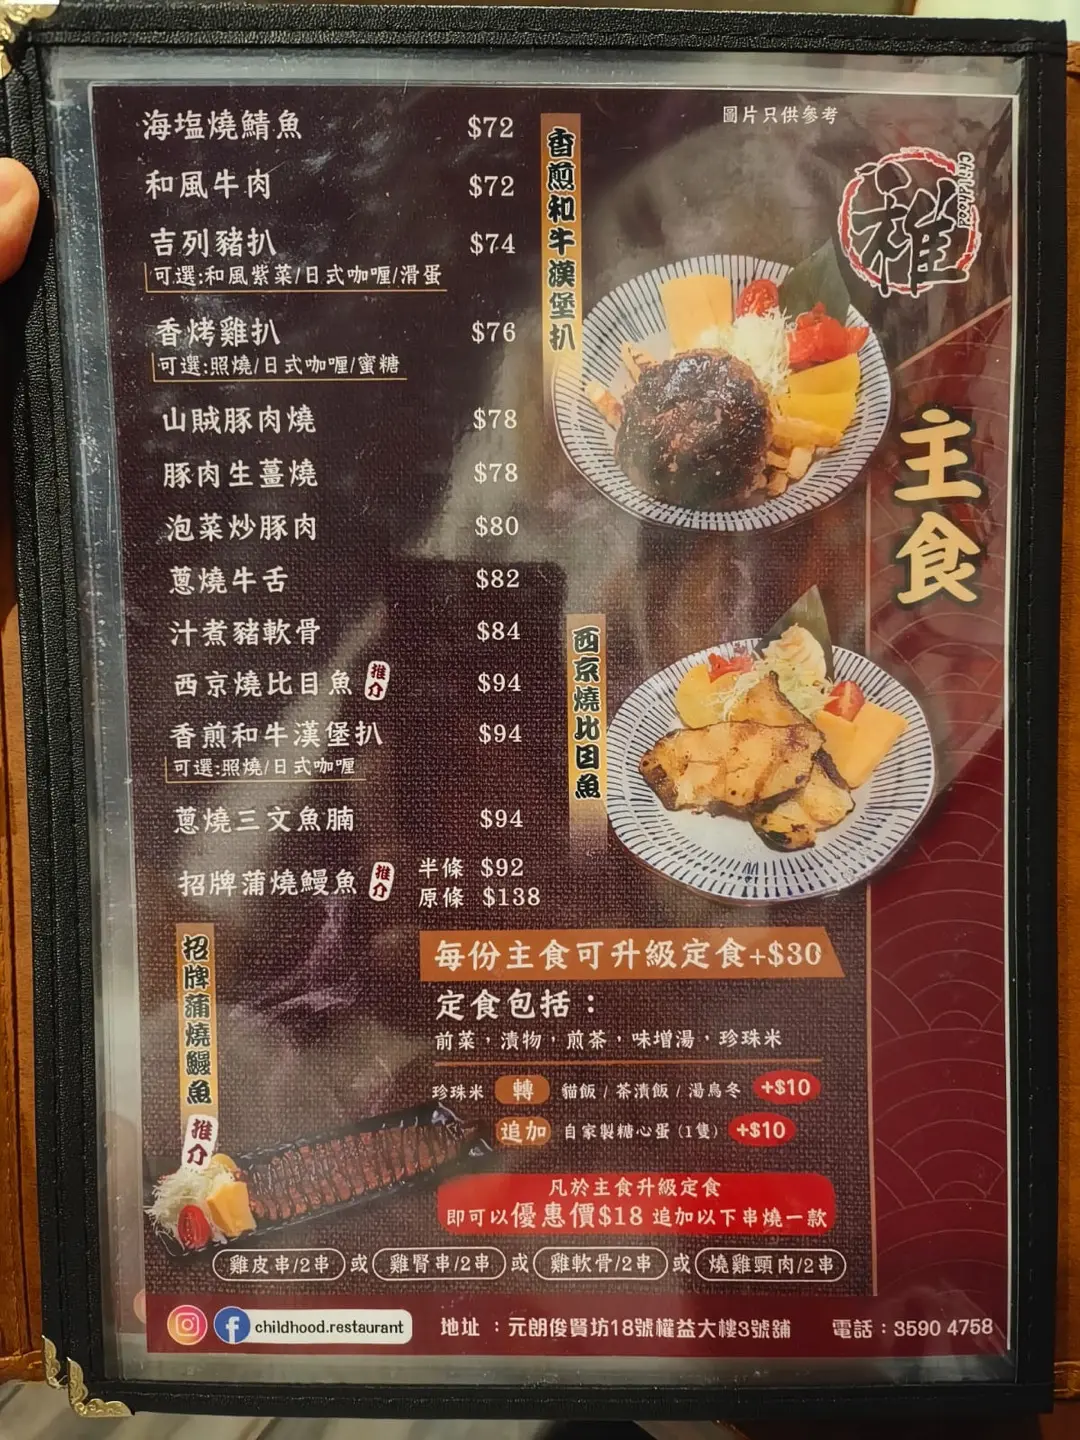 圖片只供參考
Childhood
稚
主食
海塩燒鯖魚 $72
和風牛肉 $72
吉列豬扒 $74
可選:和風紫菜/日式咖喱/滑蛋
香烤雞扒 $76
可選:照燒/日式咖喱/蜜糖
山賊豚肉燒 $78
豚肉生薑燒 $78
泡菜炒豚肉 $80
蔥燒牛舌 $82
汁煮豬軟骨 $84
西京燒比目魚 推介 $94
香煎和牛漢堡扒 $94
可選:照燒/日式咖喱
蔥燒三文魚腩 $94
招牌蒲燒鰻魚 推介 半條 $92
原條 $138
香煎和牛漢堡扒
西京燒比目魚
招牌蒲燒鰻魚
推介
每份主食可升級定食+$30
定食包括：
前菜，漬物，煎茶，味增湯，珍珠米
珍珠米 轉 貓飯 / 茶漬飯 / 湯烏冬 +$10
追加 自家製糖心蛋 (1隻) +$10
凡於主食升級定食
即可以優惠價$18 追加以下串燒一款
雞皮串/2串 或 雞腎串/2串 或 雞軟骨/2串 或 燒雞頸肉/2串
childhood.restaurant 地址 ：元朗俊賢坊18號權益大樓3號舖 電話：3590 4758